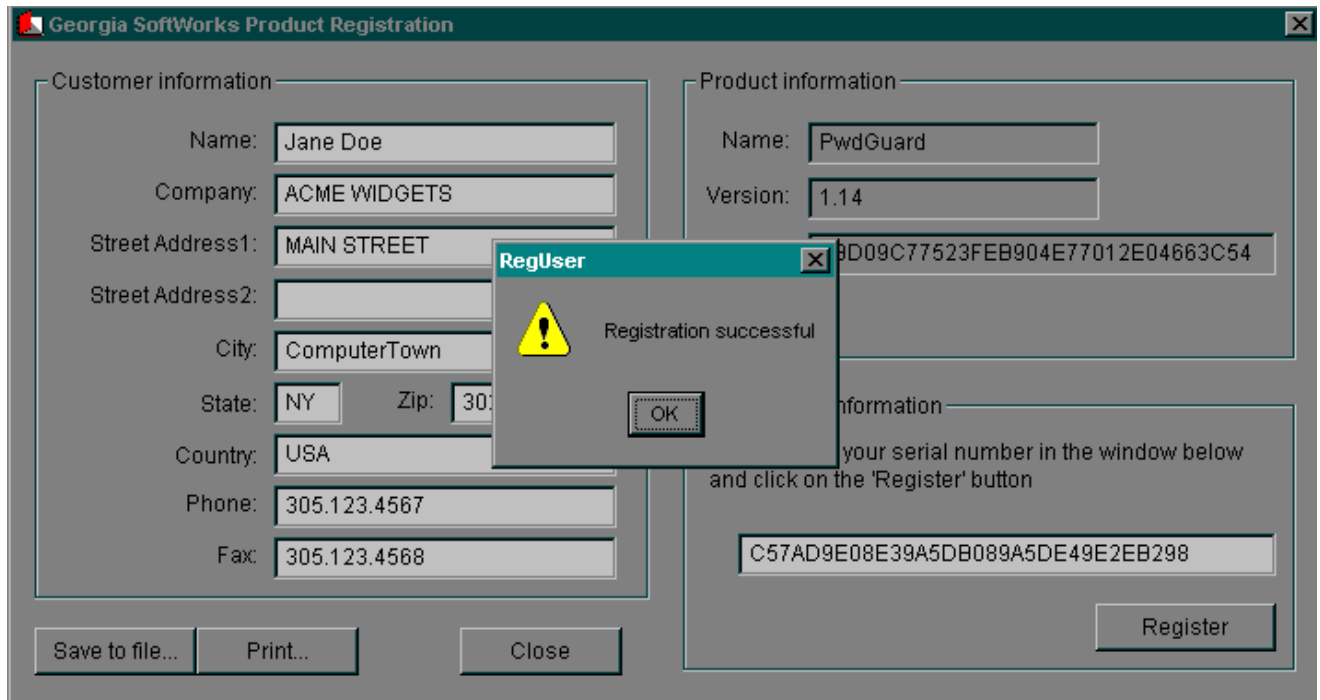 Georgia SoftWorks Product Registration
Customer information
Name: Jane Doe
Company: ACME WIDGETS
Street Address1: MAIN STREET
Street Address2:
City: ComputerTown
State: NY Zip:
Country: USA
Phone: 305.123.4567
Fax: 305.123.4568
Save to file... Print... Close
Product information
Name: PwdGuard
Version: 1.14
D09C77523FEB904E77012E04663C54
RegUser
Registration successful
OK
your serial number in the window below
and click on the 'Register' button
C57AD9E08E39A5DB089A5DE49E2EB298
Register